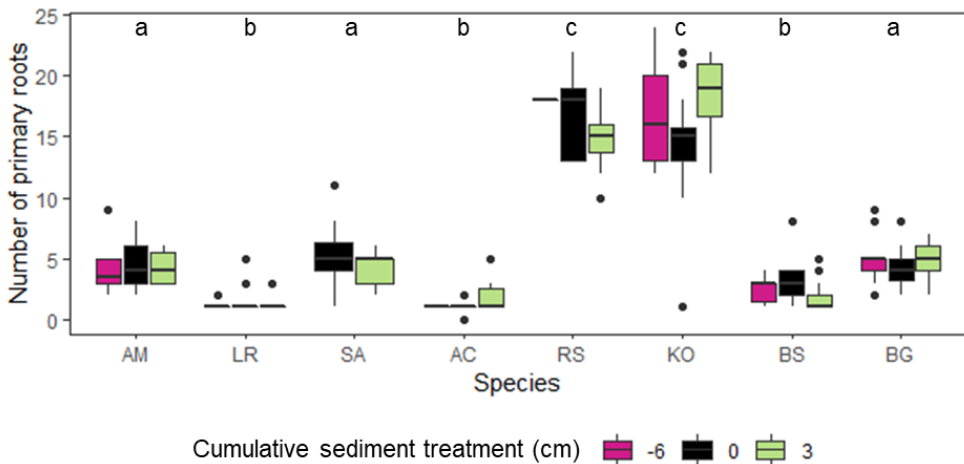 25
a b a b c c b a
20
15
10
5
0
Number of primary roots
AM LR SA AC RS KO BS BG
Species
Cumulative sediment treatment (cm) -6 0 3